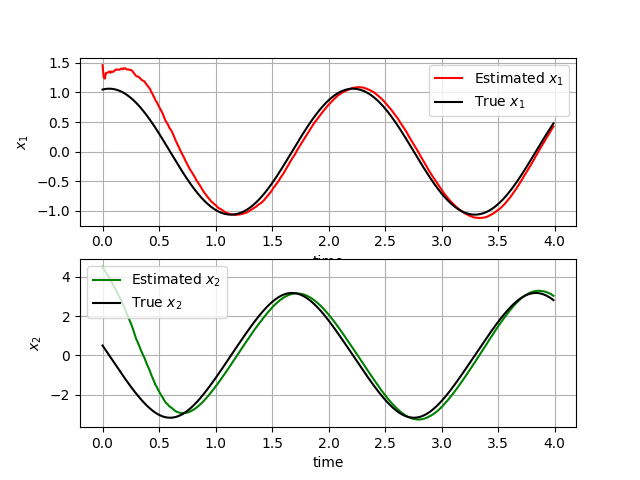 1.5
1.0
0.5
0.0
−0.5
−1.0
x₁
Estimated x₁
True x₁
0.0 0.5 1.0 1.5 2.0 2.5 3.0 3.5 4.0
time
4
2
0
−2
x₂
Estimated x₂
True x₂
0.0 0.5 1.0 1.5 2.0 2.5 3.0 3.5 4.0
time